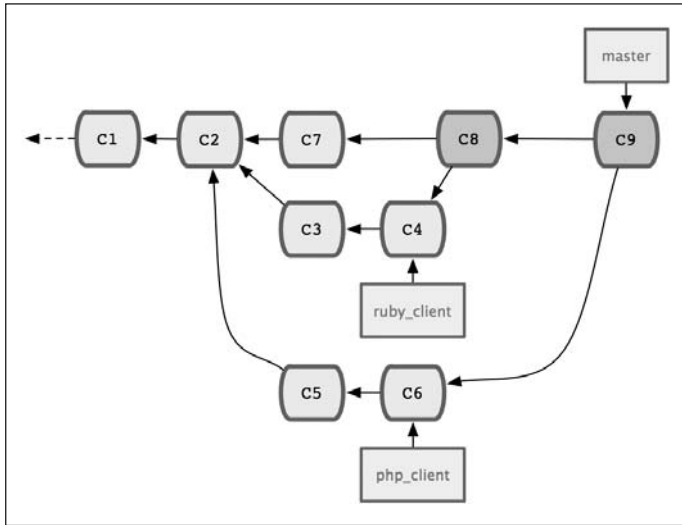 master
C1 C2 C7 C8 C9
C3 C4
ruby_client
C5 C6
php_client